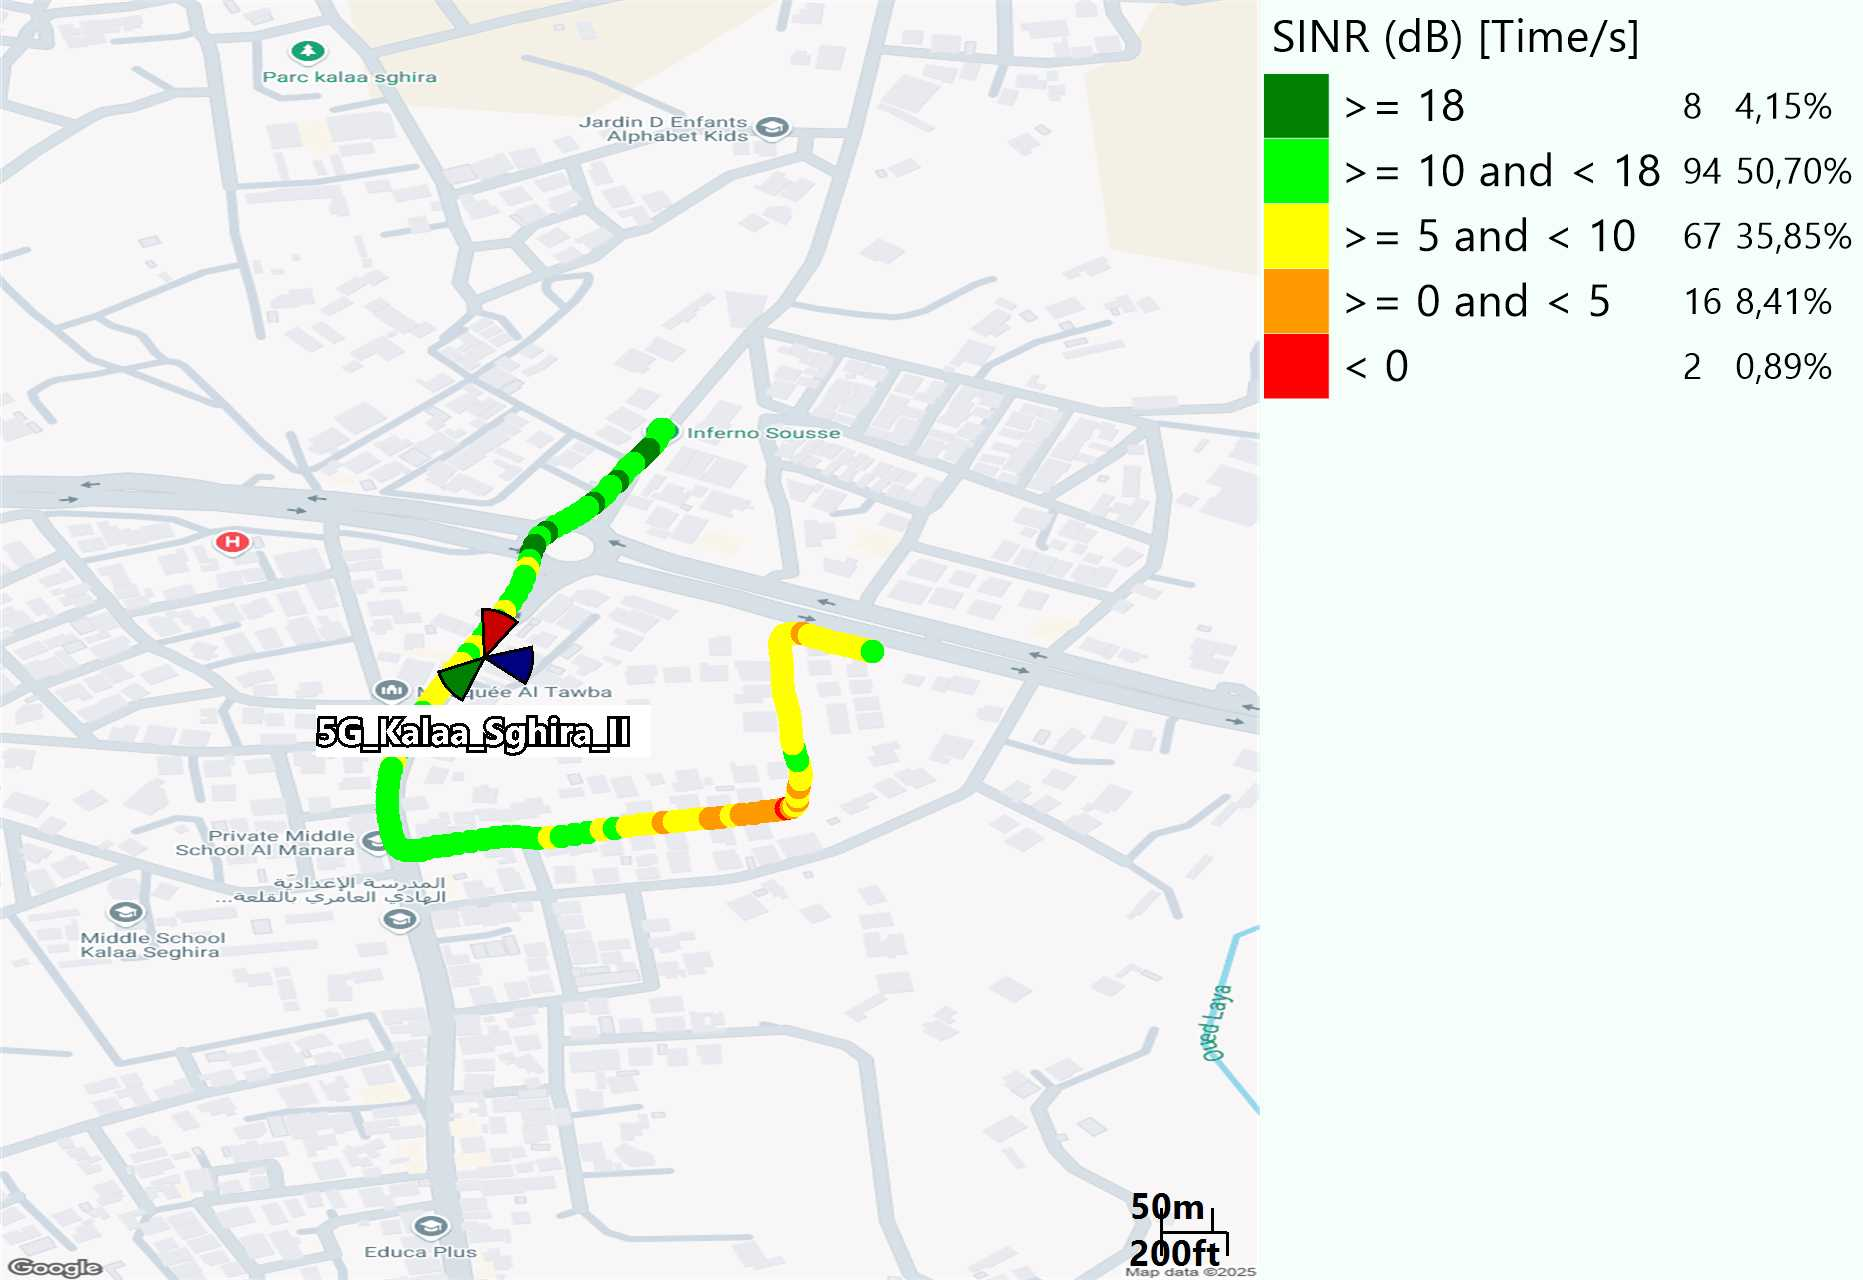 SINR (dB) [Time/s]
>= 18 8 4,15%
>= 10 and < 18 94 50,70%
>= 5 and < 10 67 35,85%
>= 0 and < 5 16 8,41%
< 0 2 0,89%
Parc kalaa sghira
Jardin D Enfants
Alphabet Kids
Inferno Sousse
H
Mosquée Al Tawba
5G_Kalaa_Sghira_II
Private Middle
School Al Manara
المدرسة الإعدادية
الهادي العامري بالقلعة...
Middle School
Kalaa Seghira
Oued Laya
Educa Plus
50m
200ft
Google
Map data ©2025